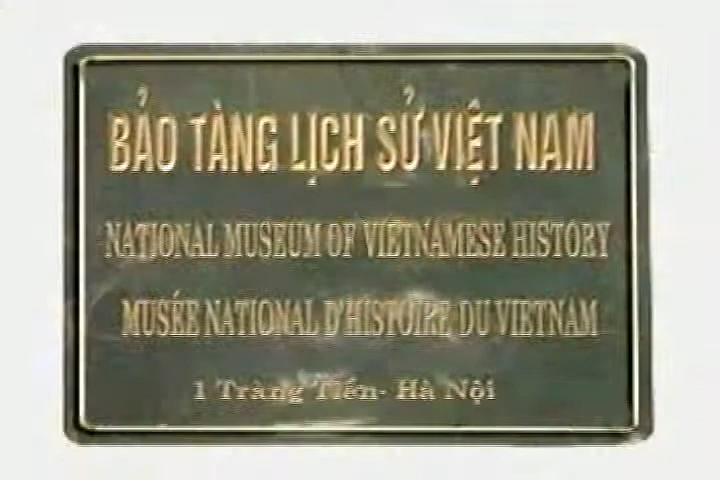 BẢO TÀNG LỊCH SỬ VIỆT NAM
NATIONAL MUSEUM OF VIETNAMESE HISTORY
MUSÉE NATIONAL D'HISTOIRE DU VIETNAM
1 Tràng Tiền- Hà Nội